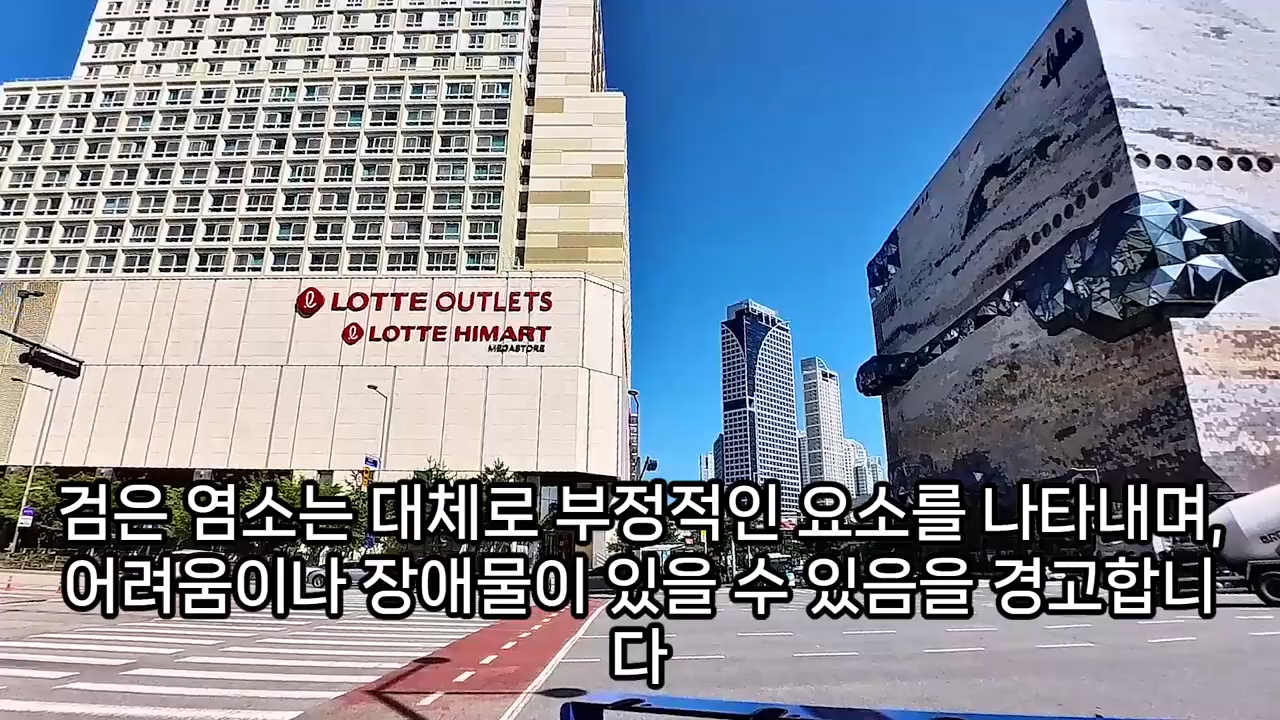 LOTTE OUTLETS
LOTTE HIMART
MEGASTORE
검은 염소는 대체로 부정적인 요소를 나타내며,
어려움이나 장애물이 있을 수 있음을 경고합니
다